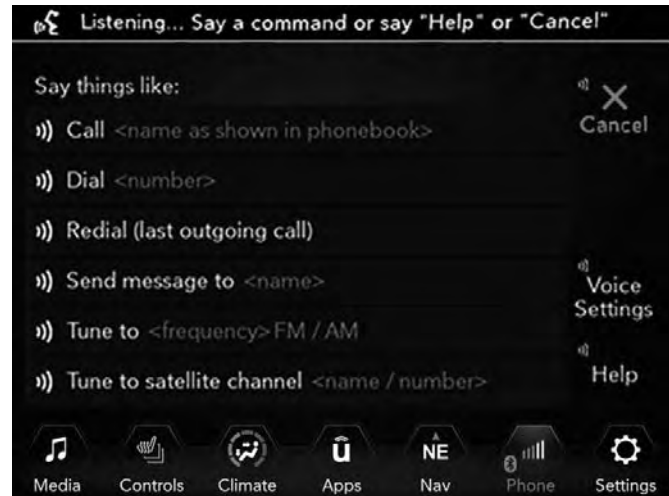 Listening... Say a command or say "Help" or "Cancel"
Say things like:
Call <name as shown in phonebook>
Cancel
Dial <number>
Redial (last outgoing call)
Send message to <name>
Voice
Settings
Tune to <frequency> FM / AM
Help
Tune to satellite channel <name / number>
û
NE
Media Controls Climate Apps Nav Phone Settings